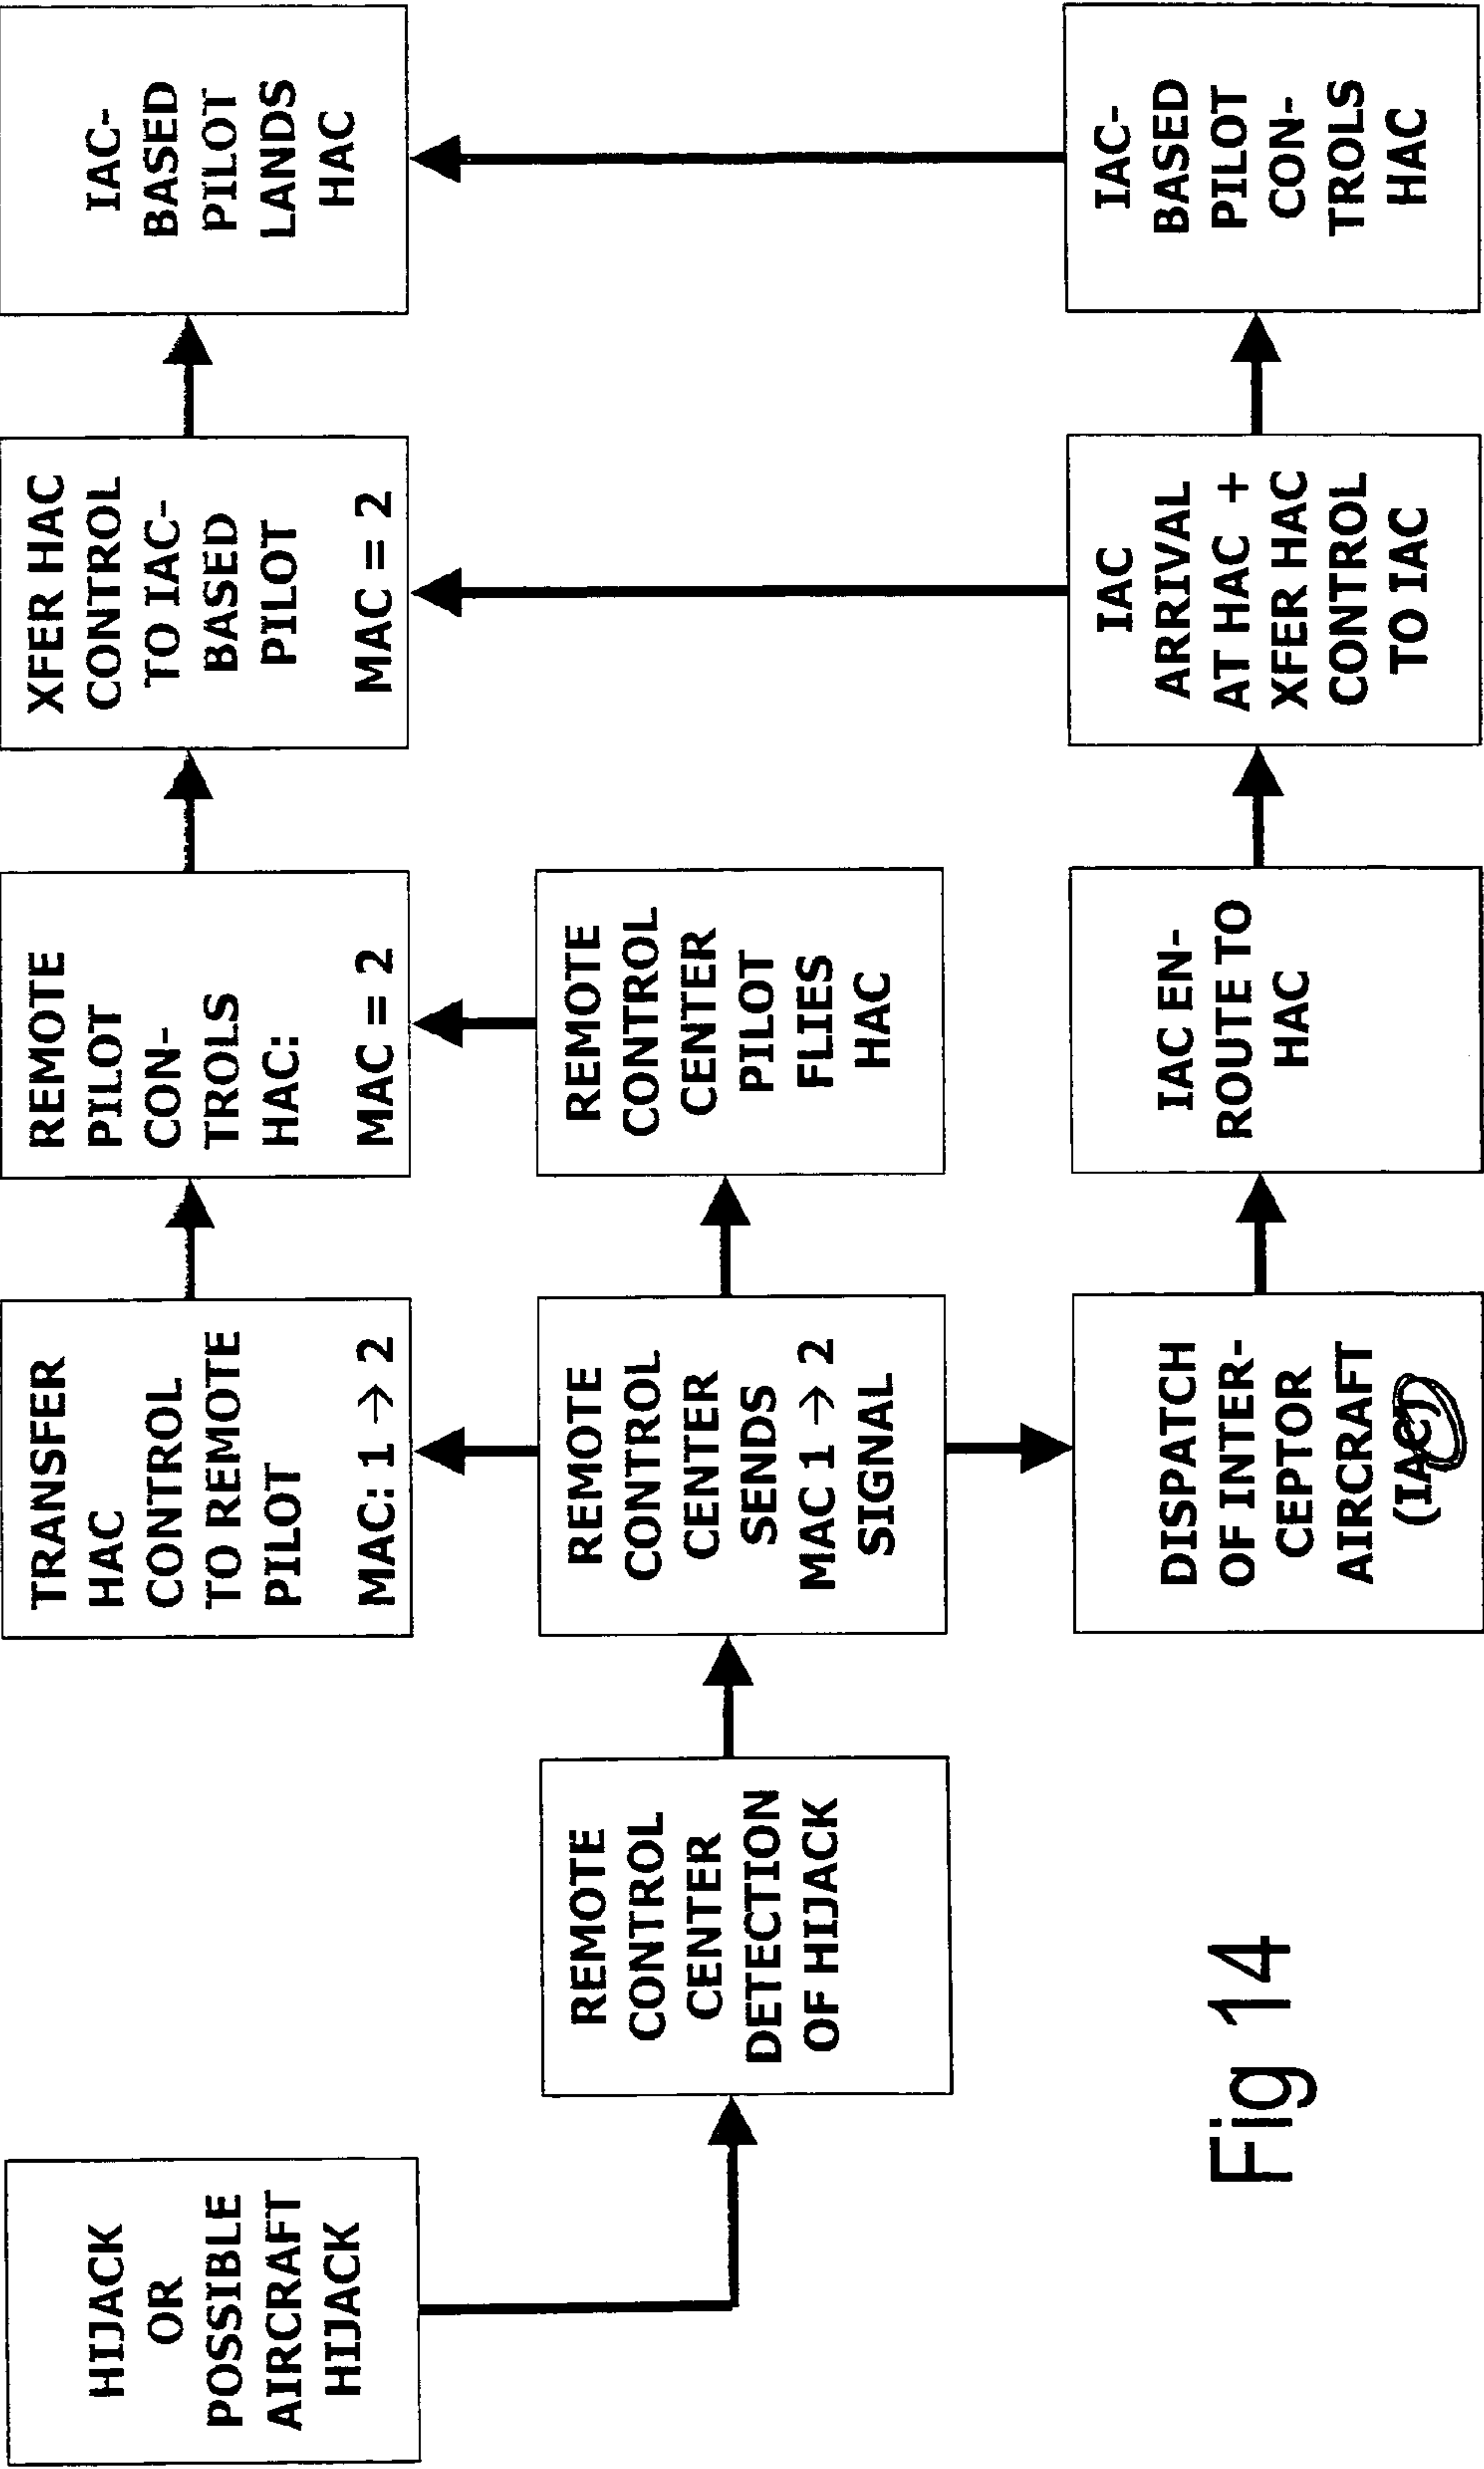 HIJACK
OR
POSSIBLE
AIRCRAFT
HIJACK
TRANSFER
HAC
CONTROL
TO REMOTE
PILOT
MAC: 1 → 2
REMOTE
PILOT
CON-
TROLS
HAC:
MAC = 2
XFER HAC
CONTROL
TO IAC-
BASED
PILOT
MAC = 2
IAC-
BASED
PILOT
LANDS
HAC
REMOTE
CONTROL
CENTER
DETECTION
OF HIJACK
REMOTE
CONTROL
CENTER
SENDS
MAC 1 → 2
SIGNAL
REMOTE
CONTROL
CENTER
PILOT
FLIES
HAC
DISPATCH
OF INTER-
CEPTOR
AIRCRAFT
IAC EN-
ROUTE TO
HAC
IAC
ARRIVAL
AT HAC +
XFER HAC
CONTROL
TO IAC
IAC-
BASED
PILOT
CON-
TROLS
HAC
Fig 14